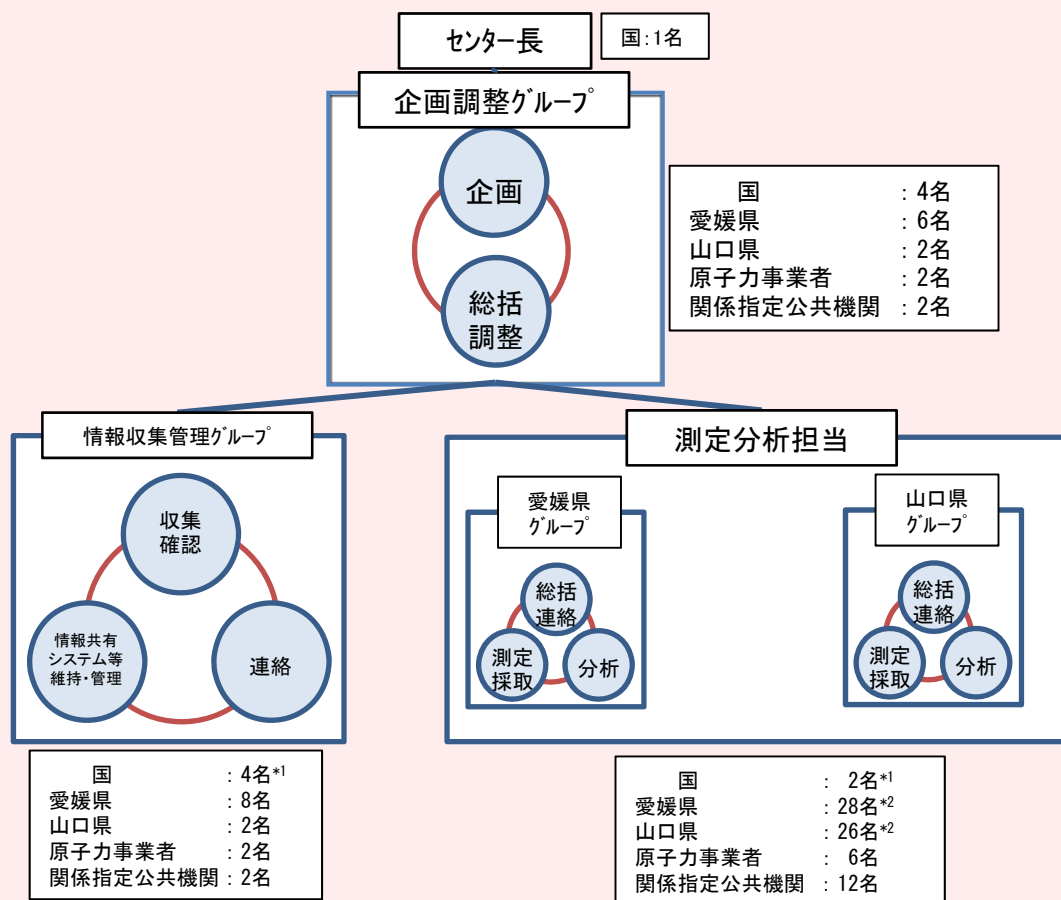 センター長
国:1名
企画調整グループ
企画
総括
調整
国 : 4名
愛媛県 : 6名
山口県 : 2名
原子力事業者 : 2名
関係指定公共機関 : 2名
情報収集管理グループ
収集
確認
情報共有
システム等
維持・管理
連絡
国 : 4名*1
愛媛県 : 8名
山口県 : 2名
原子力事業者 : 2名
関係指定公共機関 : 2名
測定分析担当
愛媛県
グループ
総括
連絡
測定
採取
分析
山口県
グループ
総括
連絡
測定
採取
分析
国 : 2名*1
愛媛県 : 28名*2
山口県 : 26名*2
原子力事業者 : 6名
関係指定公共機関 : 12名